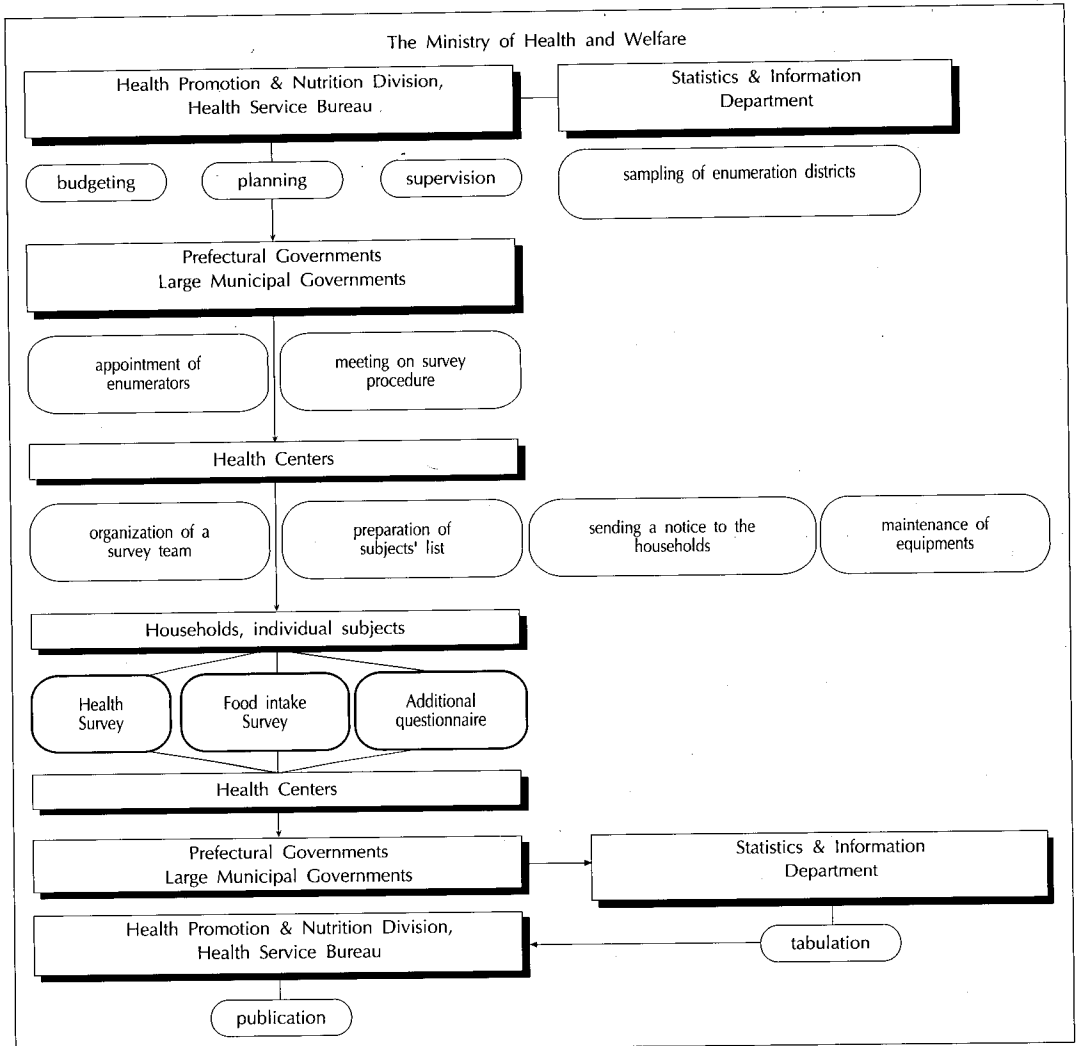 The Ministry of Health and Welfare
Health Promotion & Nutrition Division,
Health Service Bureau
Statistics & Information
Department
budgeting
planning
supervision
sampling of enumeration districts
Prefectural Governments
Large Municipal Governments
appointment of
enumerators
meeting on survey
procedure
Health Centers
organization of a
survey team
preparation of
subjects' list
sending a notice to the
households
maintenance of
equipments
Households, individual subjects
Health
Survey
Food intake
Survey
Additional
questionnaire
Health Centers
Prefectural Governments
Large Municipal Governments
Statistics & Information
Department
Health Promotion & Nutrition Division,
Health Service Bureau
tabulation
publication